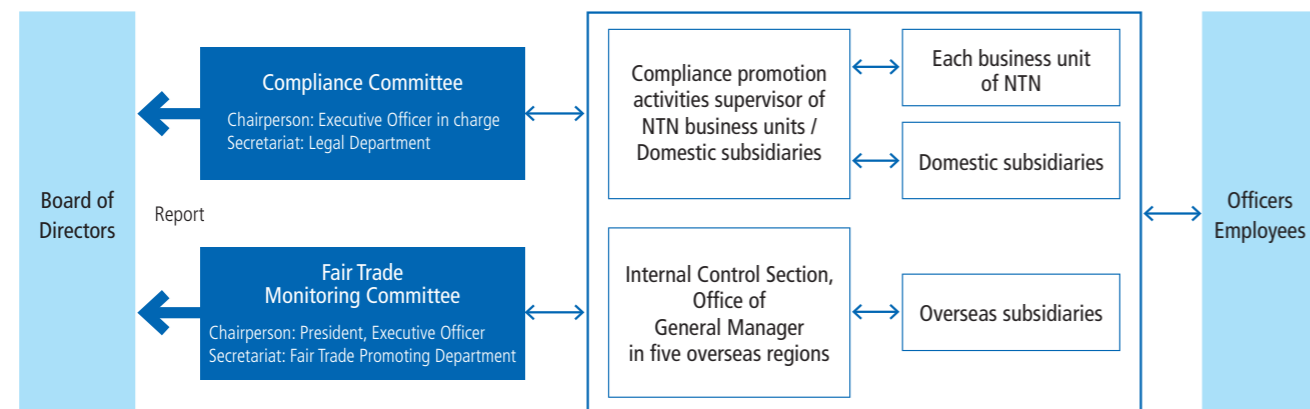 Board of
Directors
Report
Compliance Committee
Chairperson: Executive Officer in charge
Secretariat: Legal Department
Fair Trade
Monitoring Committee
Chairperson: President, Executive Officer
Secretariat: Fair Trade Promoting Department
Compliance promotion
activities supervisor of
NTN business units /
Domestic subsidiaries
Each business unit
of NTN
Domestic subsidiaries
Internal Control Section,
Office of
General Manager
in five overseas regions
Overseas subsidiaries
Officers
Employees